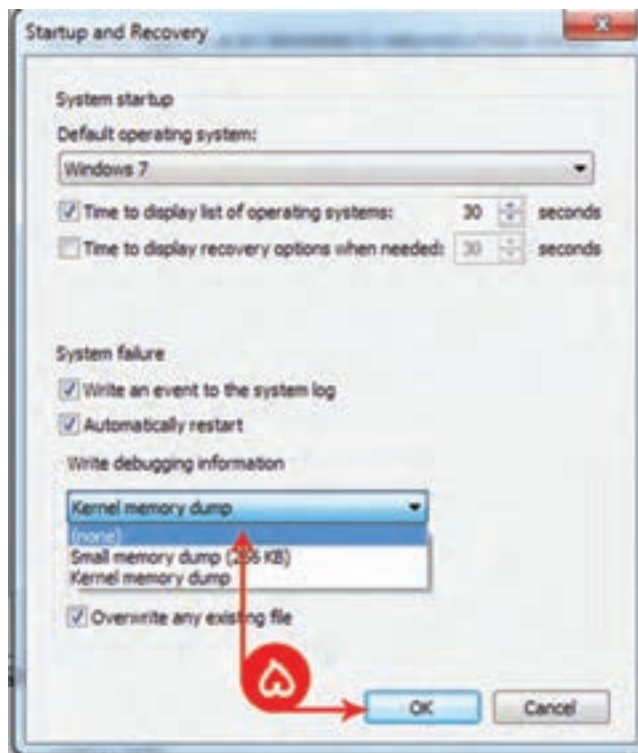 Startup and Recovery
System startup
Default operating system:
Windows 7
Time to display list of operating systems: 30 seconds
Time to display recovery options when needed: 30 seconds
System failure
Write an event to the system log
Automatically restart
Write debugging information
Kernel memory dump
(none)
Small memory dump (256 KB)
Kernel memory dump
Overwrite any existing file
۵
OK Cancel